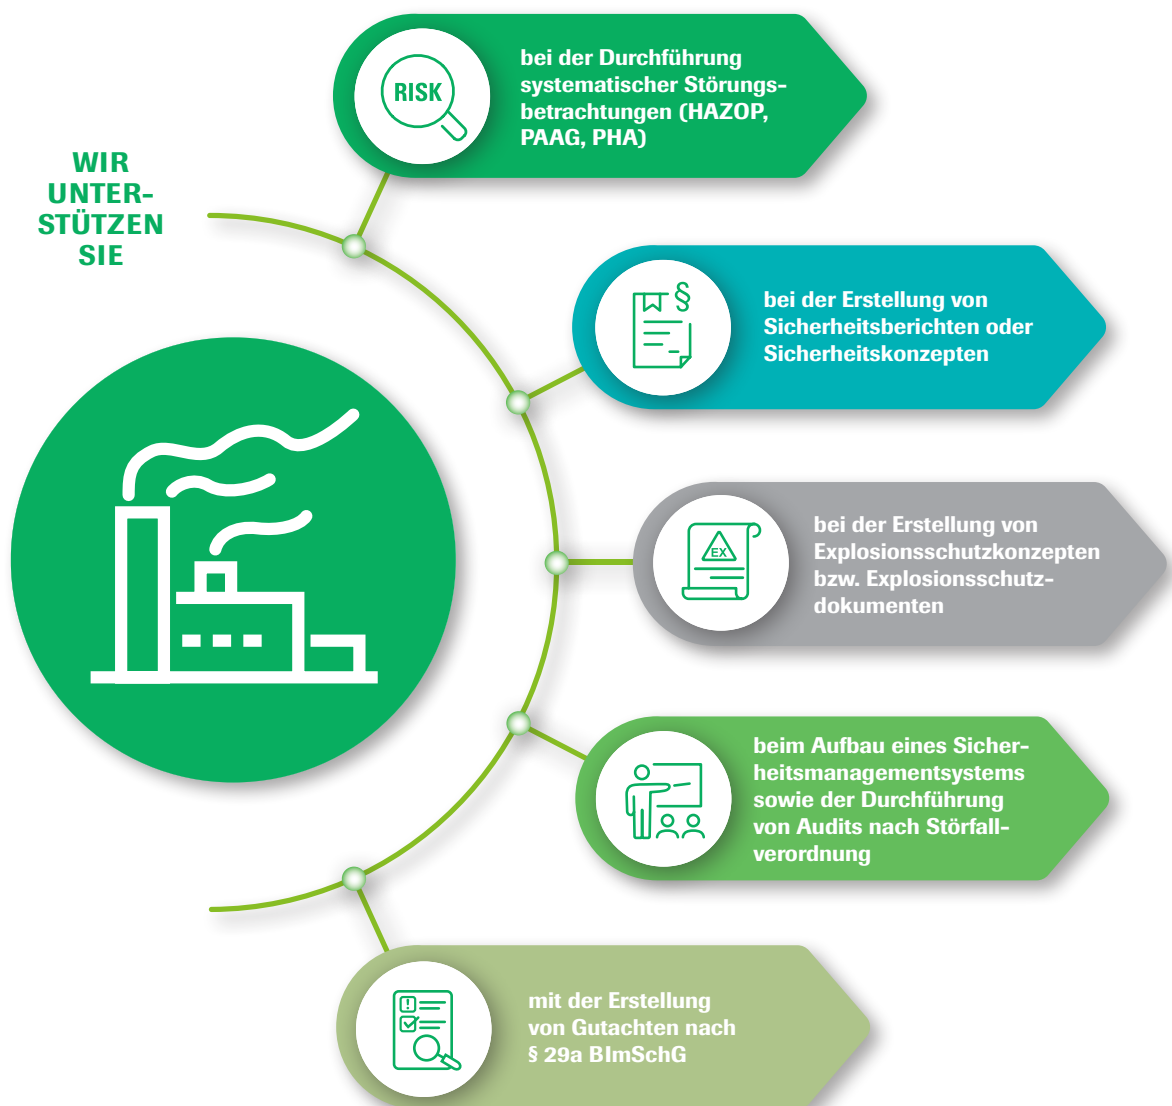 WIR
UNTER-
STÜTZEN
SIE
RISK
bei der Durchführung
systematischer Störungs-
betrachtungen (HAZOP,
PAAG, PHA)
§
bei der Erstellung von
Sicherheitsberichten oder
Sicherheitskonzepten
EX
bei der Erstellung von
Explosionsschutzkonzepten
bzw. Explosionsschutz-
dokumenten
beim Aufbau eines Sicher-
heitsmanagementsystems
sowie der Durchführung
von Audits nach Störfall-
verordnung
!
mit der Erstellung
von Gutachten nach
§ 29a BImSchG